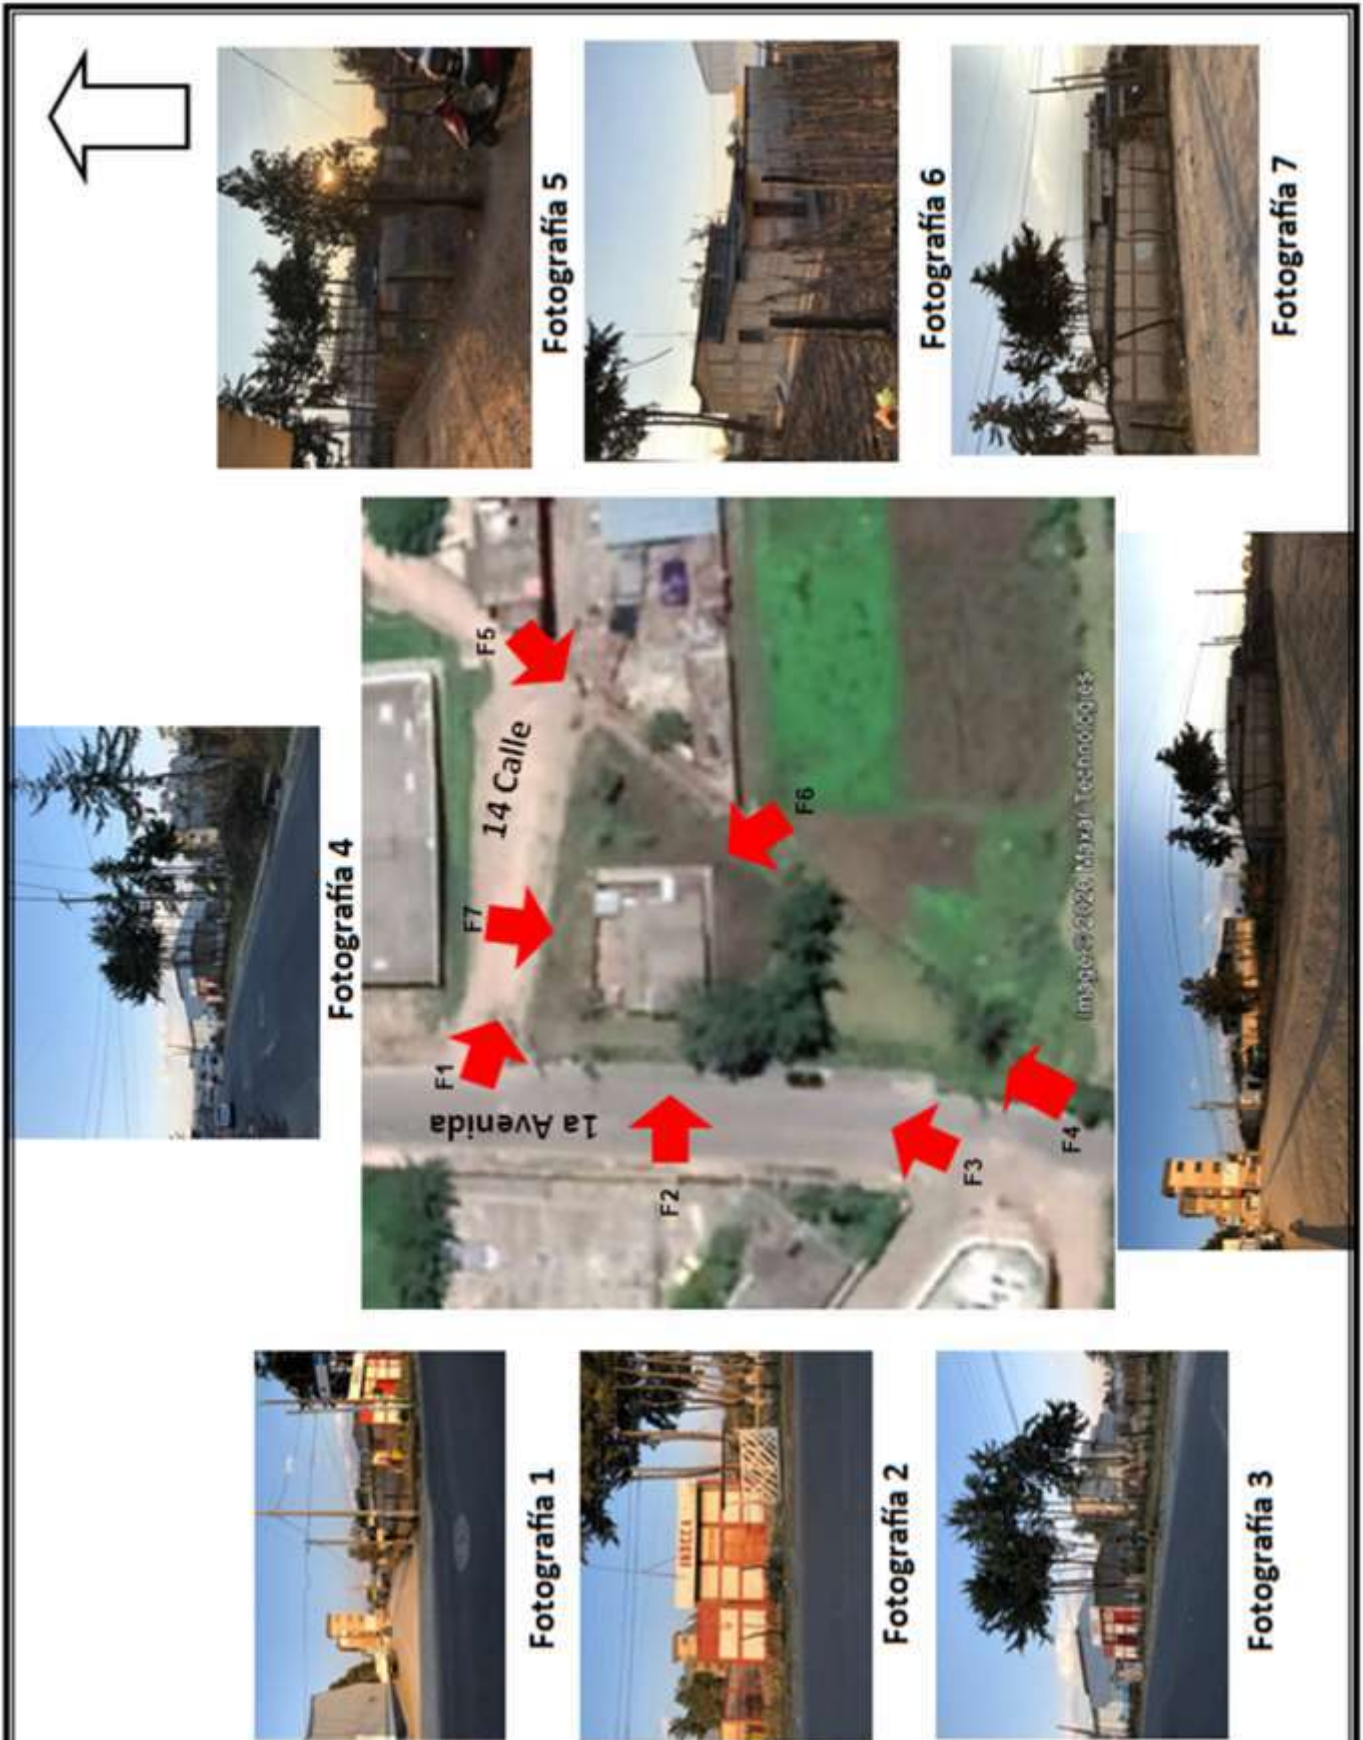 Fotografía 4
Fotografía 1
Fotografía 2
Fotografía 3
Fotografía 5
Fotografía 6
Fotografía 7
1a Avenida
14 Calle
F1
F2
F3
F4
F5
F6
F7
Image © 2020 Maxar Technologies